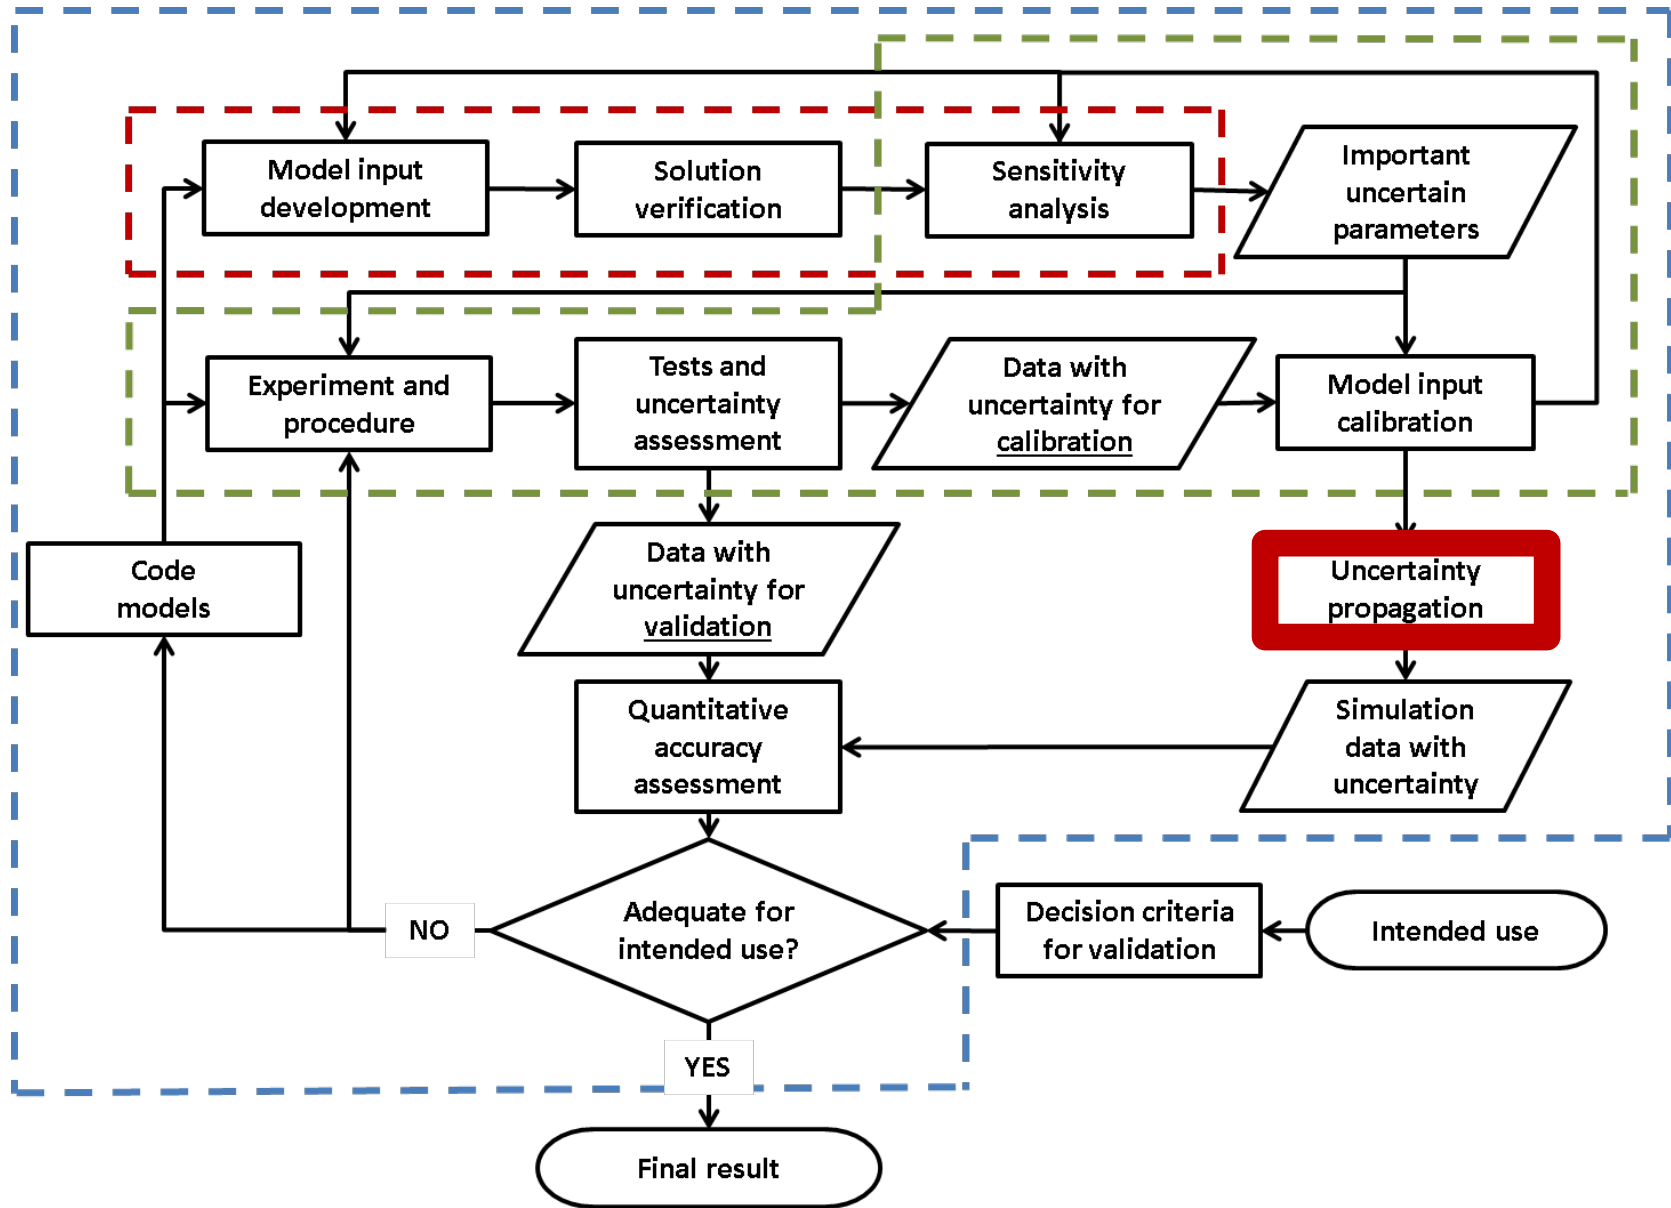 Model input
development
Solution
verification
Sensitivity
analysis
Important
uncertain
parameters
Experiment and
procedure
Tests and
uncertainty
assessment
Data with
uncertainty for
calibration
Model input
calibration
Code
models
Data with
uncertainty for
validation
Uncertainty
propagation
Quantitative
accuracy
assessment
Simulation
data with
uncertainty
NO
Adequate for
intended use?
Decision criteria
for validation
Intended use
YES
Final result